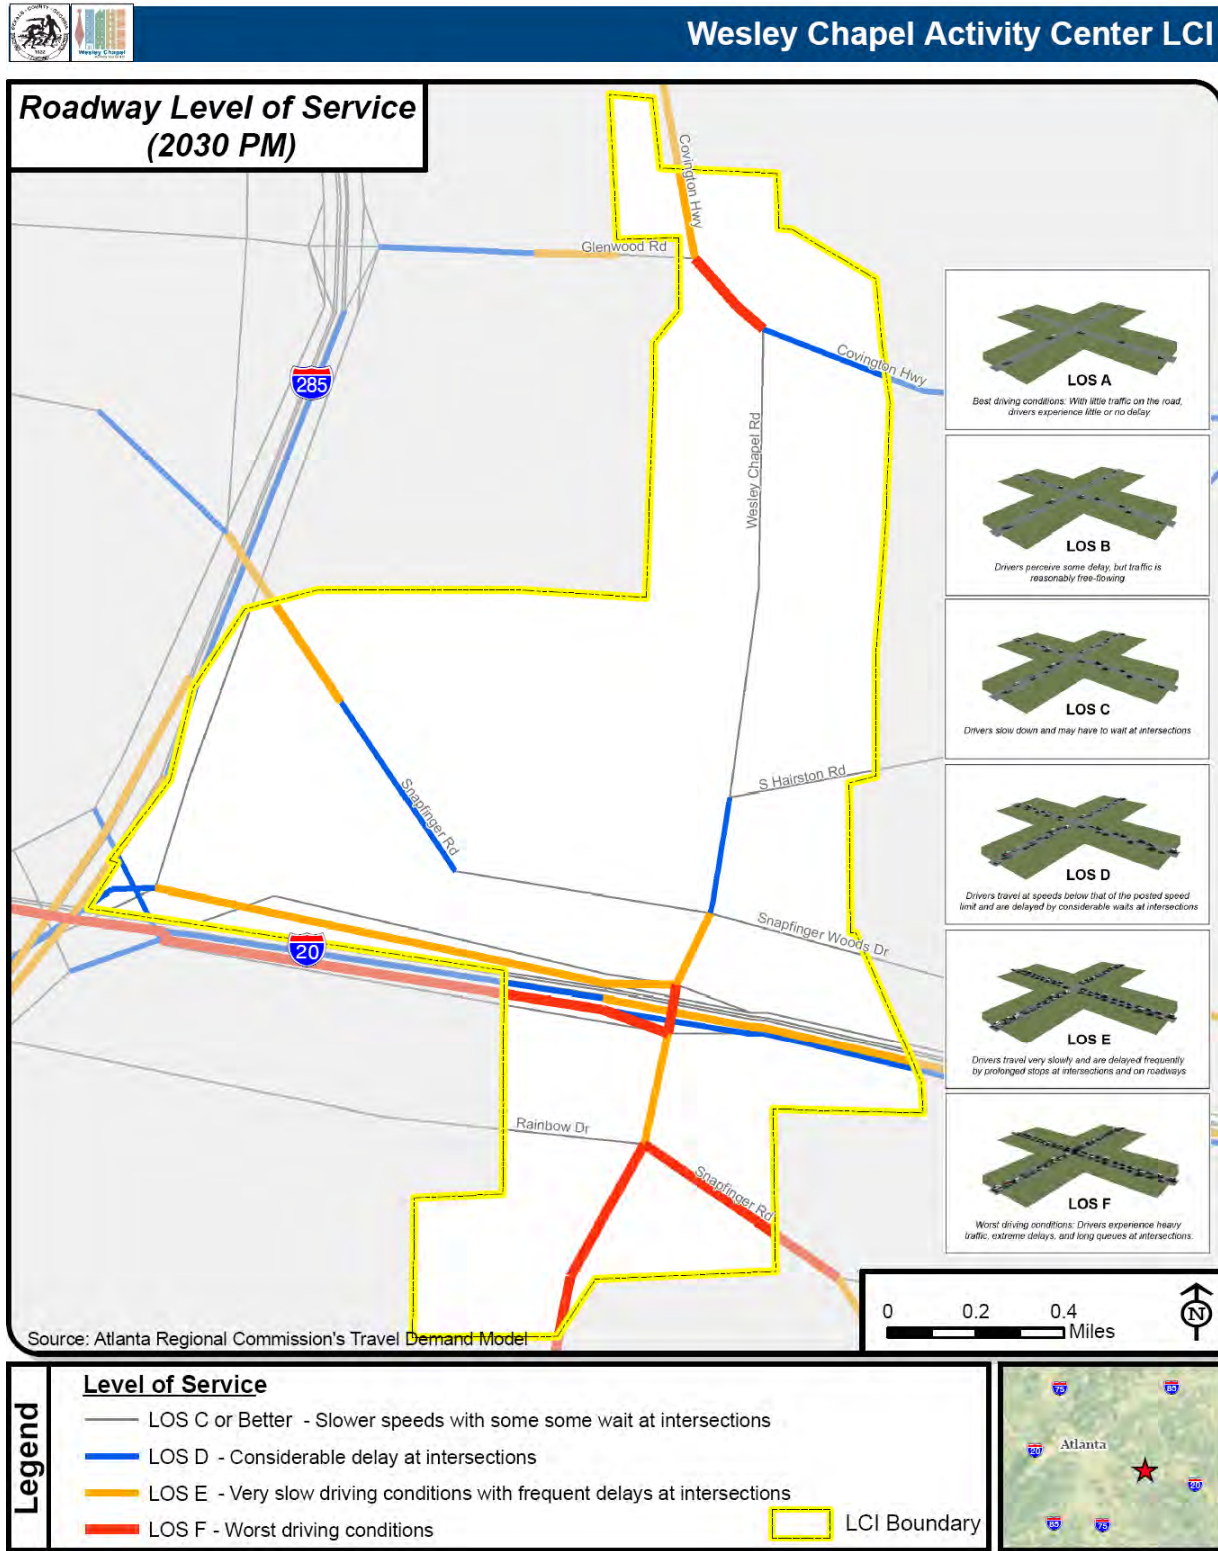 Wesley Chapel Activity Center LCI
Wesley Chapel
Roadway Level of Service
(2030 PM)
Covington Hwy
Glenwood Rd
Covington Hwy
285
Wesley Chapel Rd
S Hairston Rd
Snapfinger Rd
Snapfinger Woods Dr
20
Rainbow Dr
Snapfinger Rd
LOS A
Best driving conditions: With little traffic on the road,
drivers experience little or no delay
LOS B
Drivers perceive some delay, but traffic is
reasonably free-flowing
LOS C
Drivers slow down and may have to wait at intersections
LOS D
Drivers travel at speeds below that of the posted speed
limit and are delayed by considerable waits at intersections
LOS E
Drivers travel very slowly and are delayed frequently
by prolonged stops at intersections and on roadways
LOS F
Worst driving conditions: Drivers experience heavy
traffic, extreme delays, and long queues at intersections.
0 0.2 0.4
Miles
N
Source: Atlanta Regional Commission's Travel Demand Model
Legend
Level of Service
LOS C or Better - Slower speeds with some some wait at intersections
LOS D - Considerable delay at intersections
LOS E - Very slow driving conditions with frequent delays at intersections
LOS F - Worst driving conditions
LCI Boundary
75
85
20
Atlanta
20
85
75